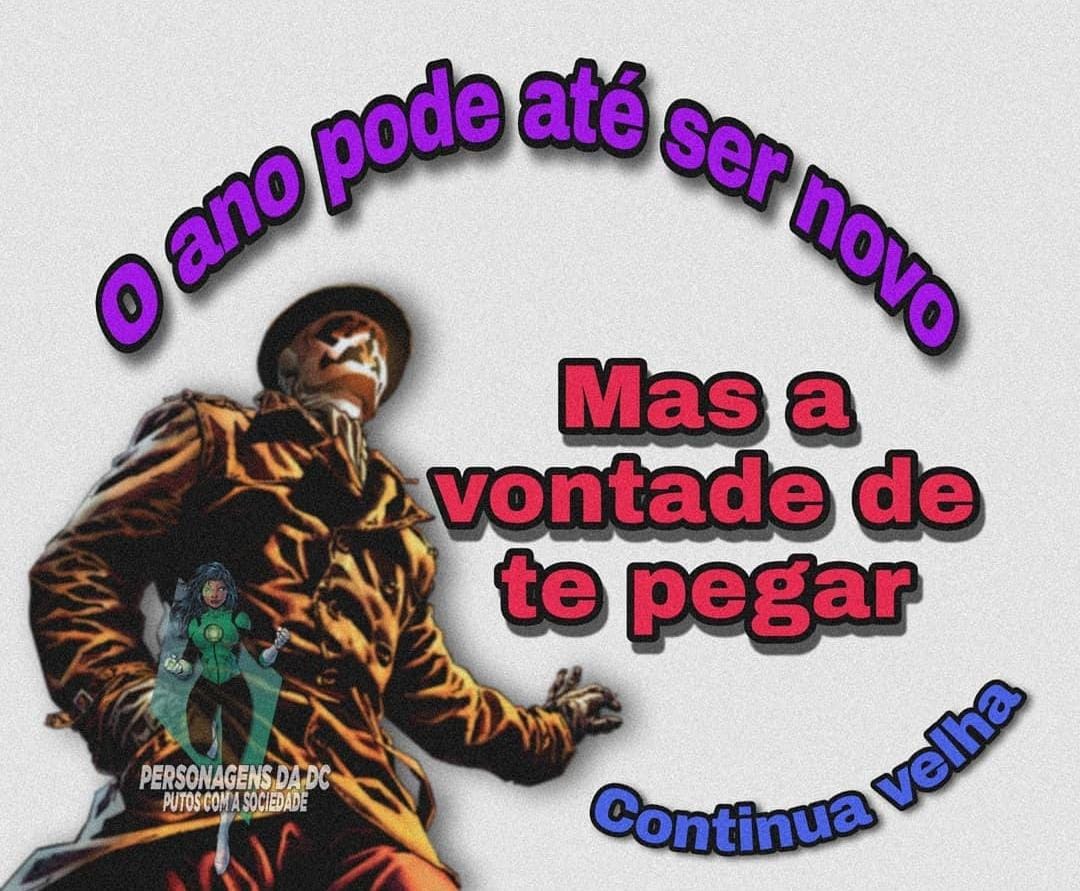 O ano pode até ser novo
Mas a
vontade de
te pegar
Continua velha
PERSONAGENS DA DC
PUTOS COM A SOCIEDADE